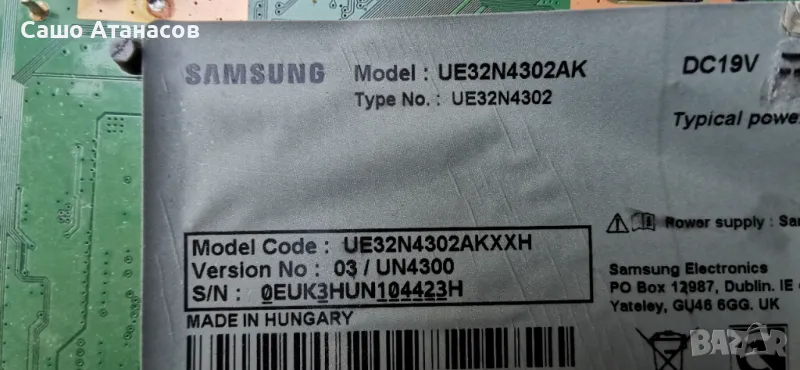 Сашо Атанасов
SAMSUNG
Model : UE32N4302AK
Type No. : UE32N4302
DC19V
Typical powe
Power supply : Sa
Model Code : UE32N4302AKXXH
Version No : 03 / UN4300
S/N : 0EUK3HUN104423H
MADE IN HUNGARY
Samsung Electronics
PO Box 12987, Dublin. IE
Yateley, GU46 6GG. UK
BAZAR